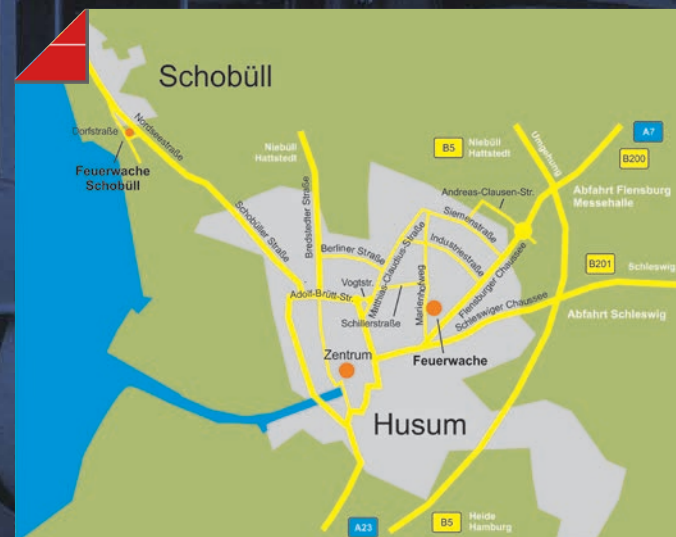 Schobüll
Dorfstraße
Nordseestraße
Feuerwache
Schobüll
Schobüller Straße
Niebüll
Hattstedt
Bredstedter Straße
Berliner Straße
Adolf-Brütt-Str.
Vogtstr.
Schillerstraße
Matthias-Claudius-Straße
Marienhofweg
Industriestraße
Siemensstraße
Andreas-Clausen-Str.
B5
Niebüll
Hattstedt
Umgehung
A7
B200
Abfahrt Flensburg
Messehalle
Flensburger Chaussee
Schleswiger Chaussee
B201
Schleswig
Abfahrt Schleswig
Zentrum
Feuerwache
Husum
A23
B5
Heide
Hamburg